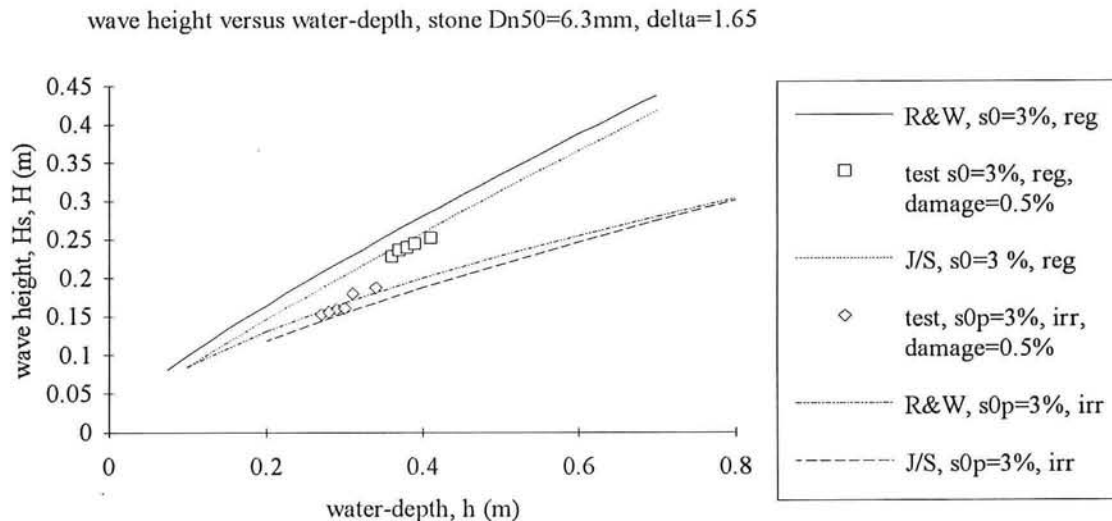 wave height versus water-depth, stone Dn50=6.3mm, delta=1.65
wave height, Hs, H (m)
0.45
0.4
0.35
0.3
0.25
0.2
0.15
0.1
0.05
0
0
0.2
0.4
0.6
0.8
water-depth, h (m)
R&W, s0=3%, reg
test s0=3%, reg,
damage=0.5%
J/S, s0=3 %, reg
test, s0p=3%, irr,
damage=0.5%
R&W, s0p=3%, irr
J/S, s0p=3%, irr